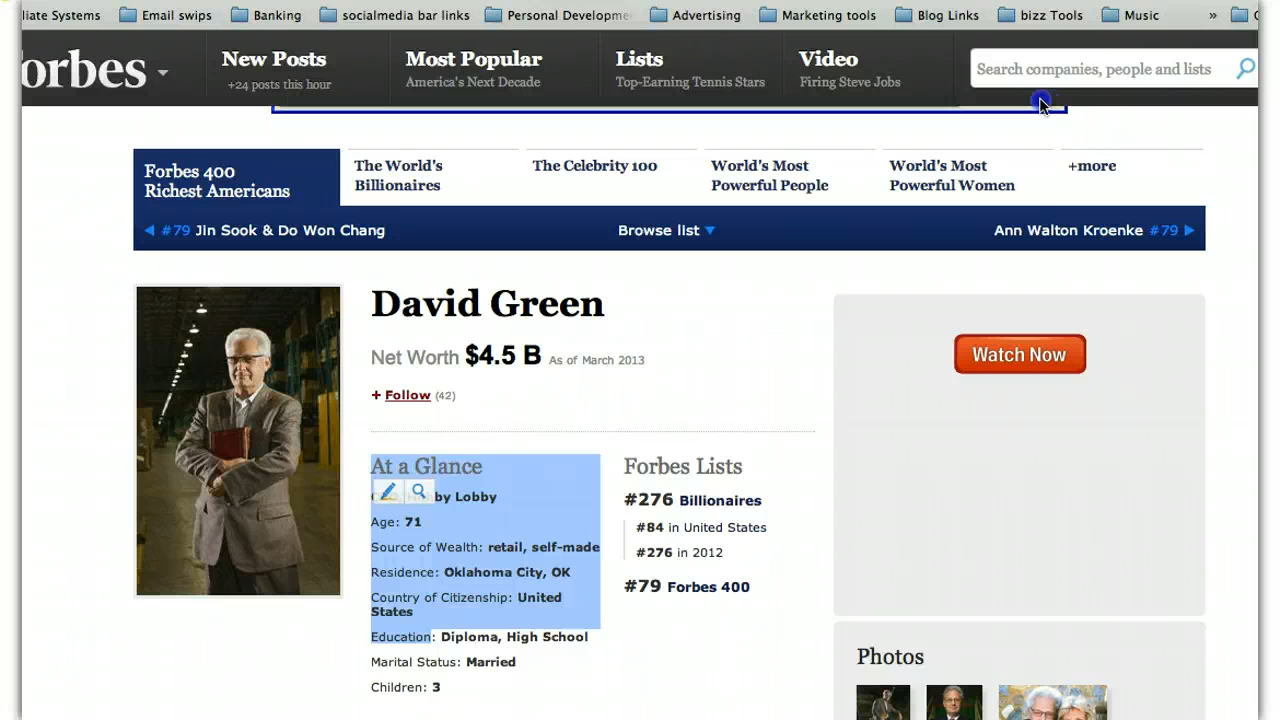 liate Systems Email swips Banking socialmedia bar links Personal Developme Advertising Marketing tools Blog Links bizz Tools Music »
orbes New Posts Most Popular Lists Video Search companies, people and lists
+24 posts this hour America's Next Decade Top-Earning Tennis Stars Firing Steve Jobs
Forbes 400
Richest Americans
The World's
Billionaires
The Celebrity 100
World's Most
Powerful People
World's Most
Powerful Women
+more
#79 Jin Sook & Do Won Chang Browse list Ann Walton Kroenke #79
David Green
Net Worth $4.5 B As of March 2013
+ Follow (42)
Watch Now
At a Glance
by Lobby
Age: 71
Source of Wealth: retail, self-made
Residence: Oklahoma City, OK
Country of Citizenship: United
States
Education: Diploma, High School
Marital Status: Married
Children: 3
Forbes Lists
#276 Billionaires
#84 in United States
#276 in 2012
#79 Forbes 400
Photos